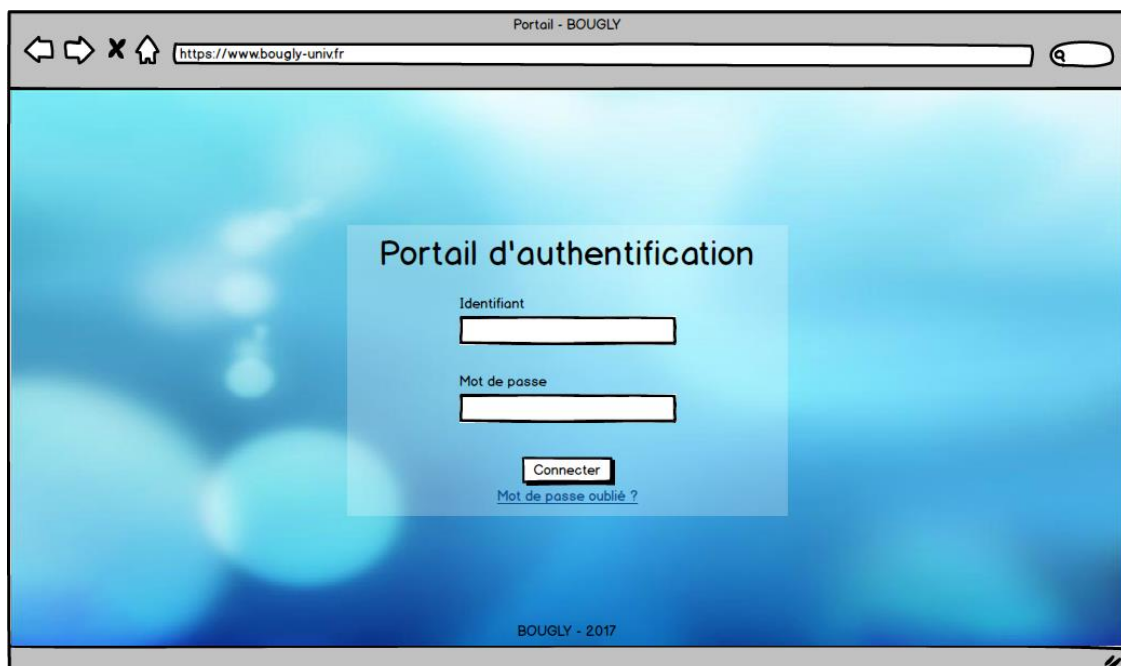 Portail - BOUGLY
https://www.bougly-univ.fr
Portail d'authentification
Identifiant
Mot de passe
Connecter
Mot de passe oublié ?
BOUGLY - 2017